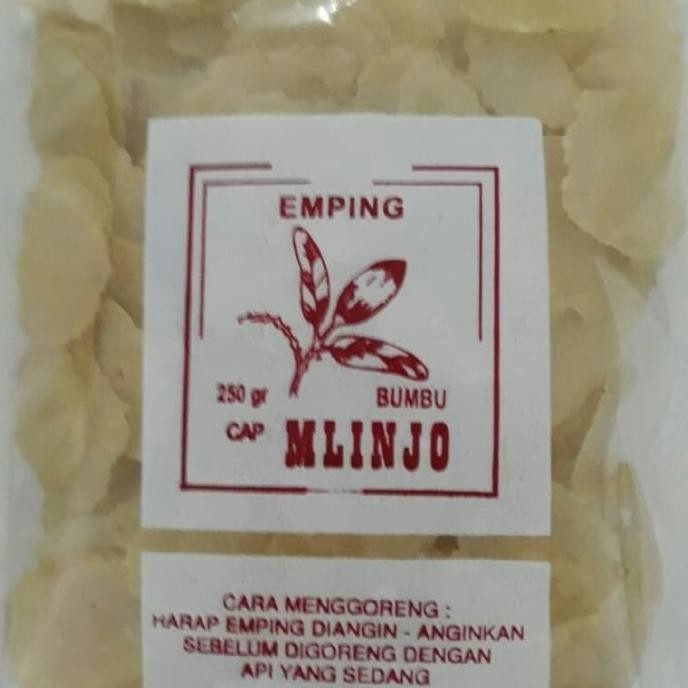 EMPING
250 gr BUMBU
CAP MLINJO
CARA MENGGORENG :
HARAP EMPING DIANGIN - ANGINKAN
SEBELUM DIGORENG DENGAN
API YANG SEDANG